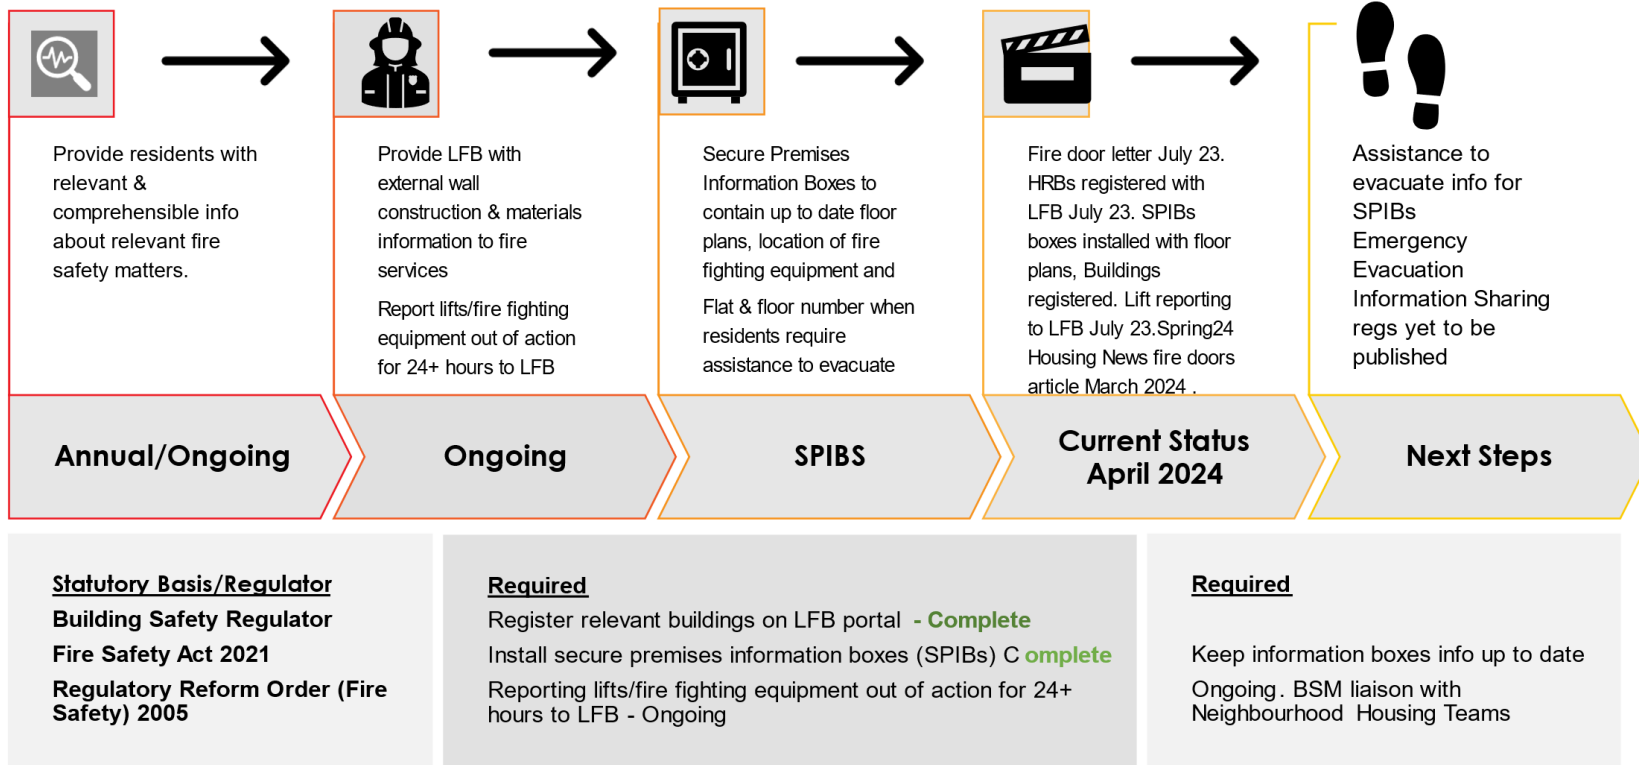 Provide residents with
relevant &
comprehensible info
about relevant fire
safety matters.
Provide LFB with
external wall
construction & materials
information to fire
services
Report lifts/fire fighting
equipment out of action
for 24+ hours to LFB
Secure Premises
Information Boxes to
contain up to date floor
plans, location of fire
fighting equipment and
Flat & floor number when
residents require
assistance to evacuate
Fire door letter July 23.
HRBs registered with
LFB July 23. SPIBs
boxes installed with floor
plans, Buildings
registered. Lift reporting
to LFB July 23.Spring24
Housing News fire doors
article March 2024 .
Assistance to
evacuate info for
SPIBs
Emergency
Evacuation
Information Sharing
regs yet to be
published
Annual/Ongoing
Ongoing
SPIBS
Current Status
April 2024
Next Steps
Statutory Basis/Regulator
Building Safety Regulator
Fire Safety Act 2021
Regulatory Reform Order (Fire
Safety) 2005
Required
Register relevant buildings on LFB portal - Complete
Install secure premises information boxes (SPIBs) C omplete
Reporting lifts/fire fighting equipment out of action for 24+
hours to LFB - Ongoing
Required
Keep information boxes info up to date
Ongoing. BSM liaison with
Neighbourhood Housing Teams